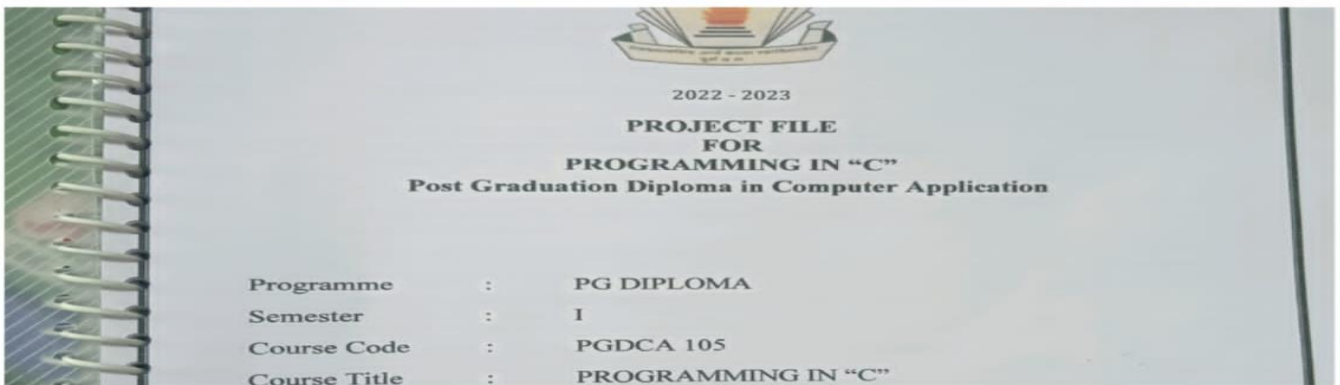 2022 - 2023
PROJECT FILE
FOR
PROGRAMMING IN “C”
Post Graduation Diploma in Computer Application
Programme : PG DIPLOMA
Semester : I
Course Code : PGDCA 105
Course Title : PROGRAMMING IN “C”